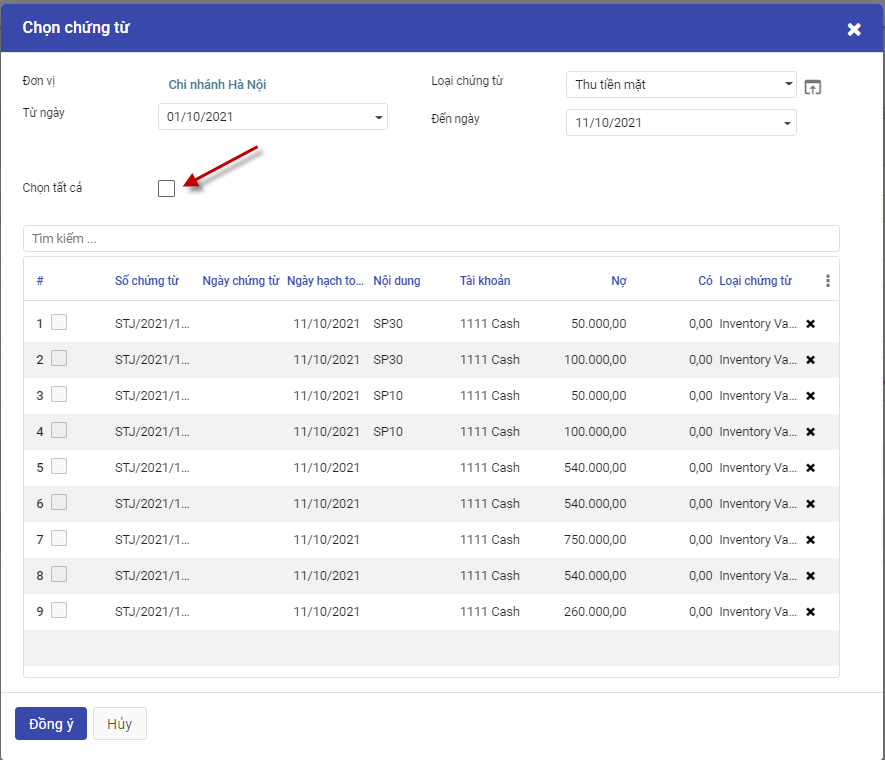 Chọn chứng từ
Đơn vị Chi nhánh Hà Nội Loại chứng từ Thu tiền mặt
Từ ngày 01/10/2021 Đến ngày 11/10/2021
Chọn tất cả
Tìm kiếm ...
# Số chứng từ Ngày chứng từ Ngày hạch to... Nội dung Tài khoản Nợ Có Loại chứng từ
1 STJ/2021/1... 11/10/2021 SP30 1111 Cash 50.000,00 0,00 Inventory Va...
2 STJ/2021/1... 11/10/2021 SP30 1111 Cash 100.000,00 0,00 Inventory Va...
3 STJ/2021/1... 11/10/2021 SP10 1111 Cash 50.000,00 0,00 Inventory Va...
4 STJ/2021/1... 11/10/2021 SP10 1111 Cash 100.000,00 0,00 Inventory Va...
5 STJ/2021/1... 11/10/2021 1111 Cash 540.000,00 0,00 Inventory Va...
6 STJ/2021/1... 11/10/2021 1111 Cash 540.000,00 0,00 Inventory Va...
7 STJ/2021/1... 11/10/2021 1111 Cash 750.000,00 0,00 Inventory Va...
8 STJ/2021/1... 11/10/2021 1111 Cash 540.000,00 0,00 Inventory Va...
9 STJ/2021/1... 11/10/2021 1111 Cash 260.000,00 0,00 Inventory Va...
Đồng ý Hủy